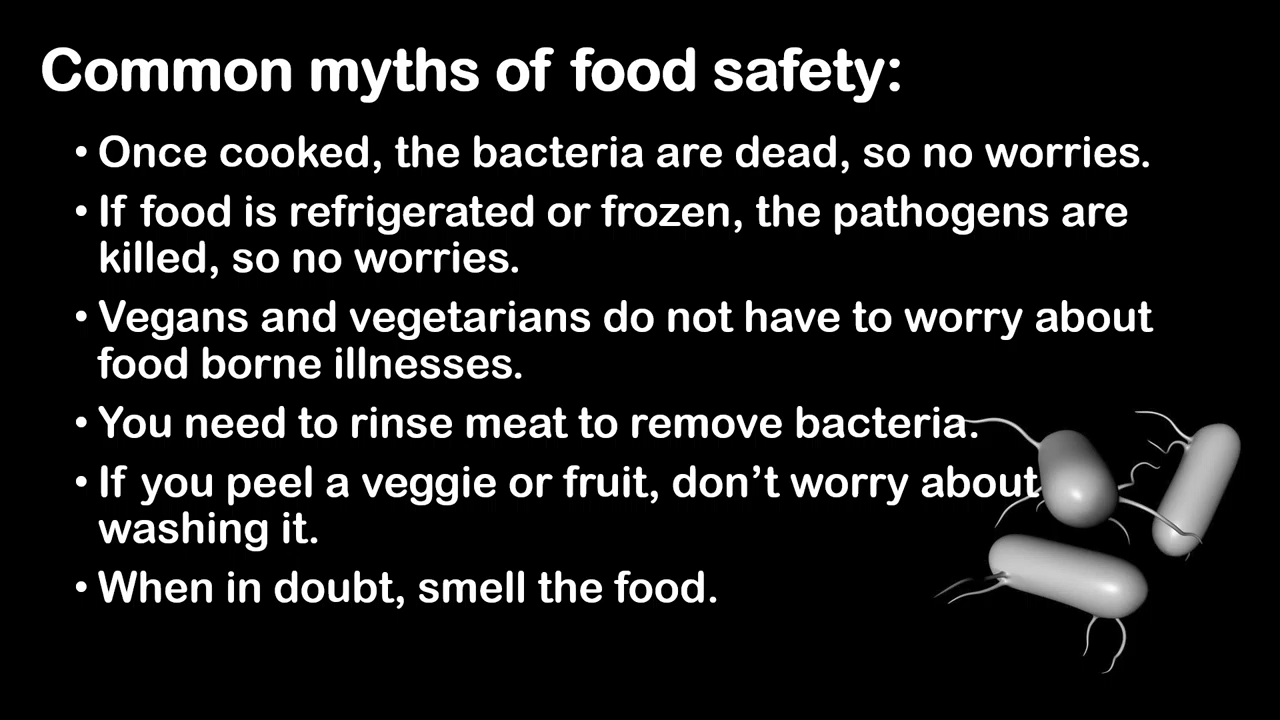 Common myths of food safety:
• Once cooked, the bacteria are dead, so no worries.
• If food is refrigerated or frozen, the pathogens are
killed, so no worries.
• Vegans and vegetarians do not have to worry about
food borne illnesses.
• You need to rinse meat to remove bacteria.
• If you peel a veggie or fruit, don’t worry about
washing it.
• When in doubt, smell the food.